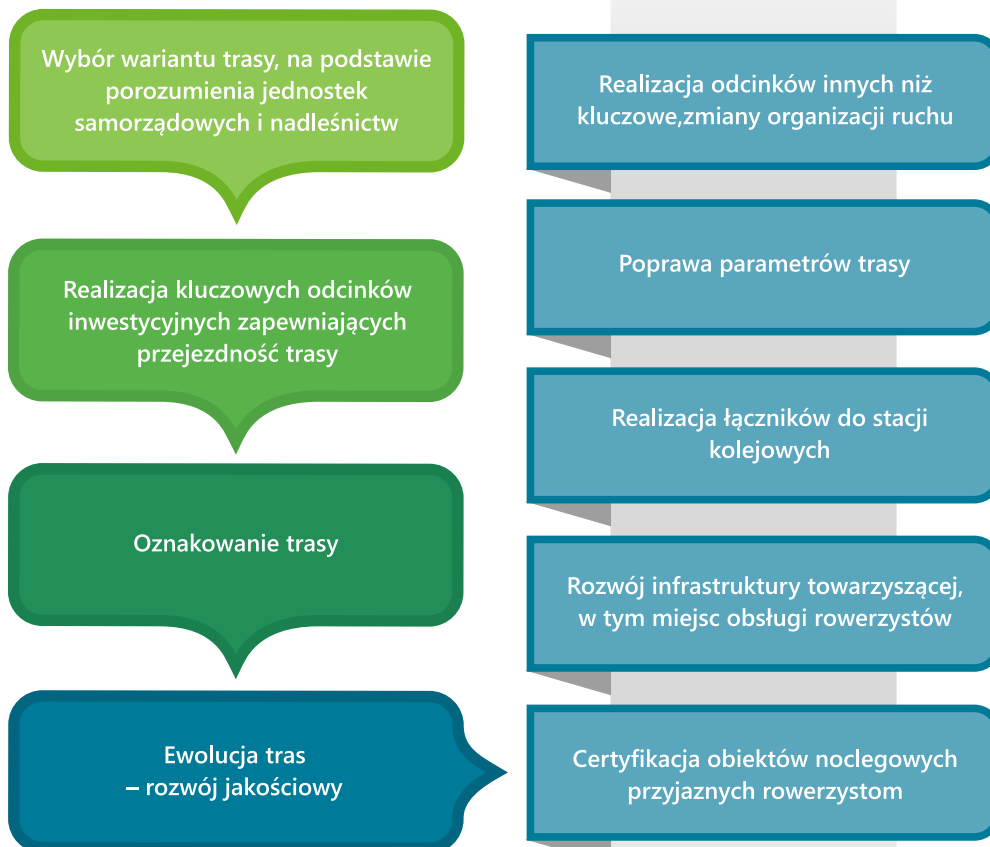 Wybór wariantu trasy, na podstawie
porozumienia jednostek
samorządowych i nadleśnictw
Realizacja kluczowych odcinków
inwestycyjnych zapewniających
przejezdność trasy
Oznakowanie trasy
Ewolucja tras
– rozwój jakościowy
Realizacja odcinków innych niż
kluczowe,zmiany organizacji ruchu
Poprawa parametrów trasy
Realizacja łączników do stacji
kolejowych
Rozwój infrastruktury towarzyszącej,
w tym miejsc obsługi rowerzystów
Certyfikacja obiektów noclegowych
przyjaznych rowerzystom